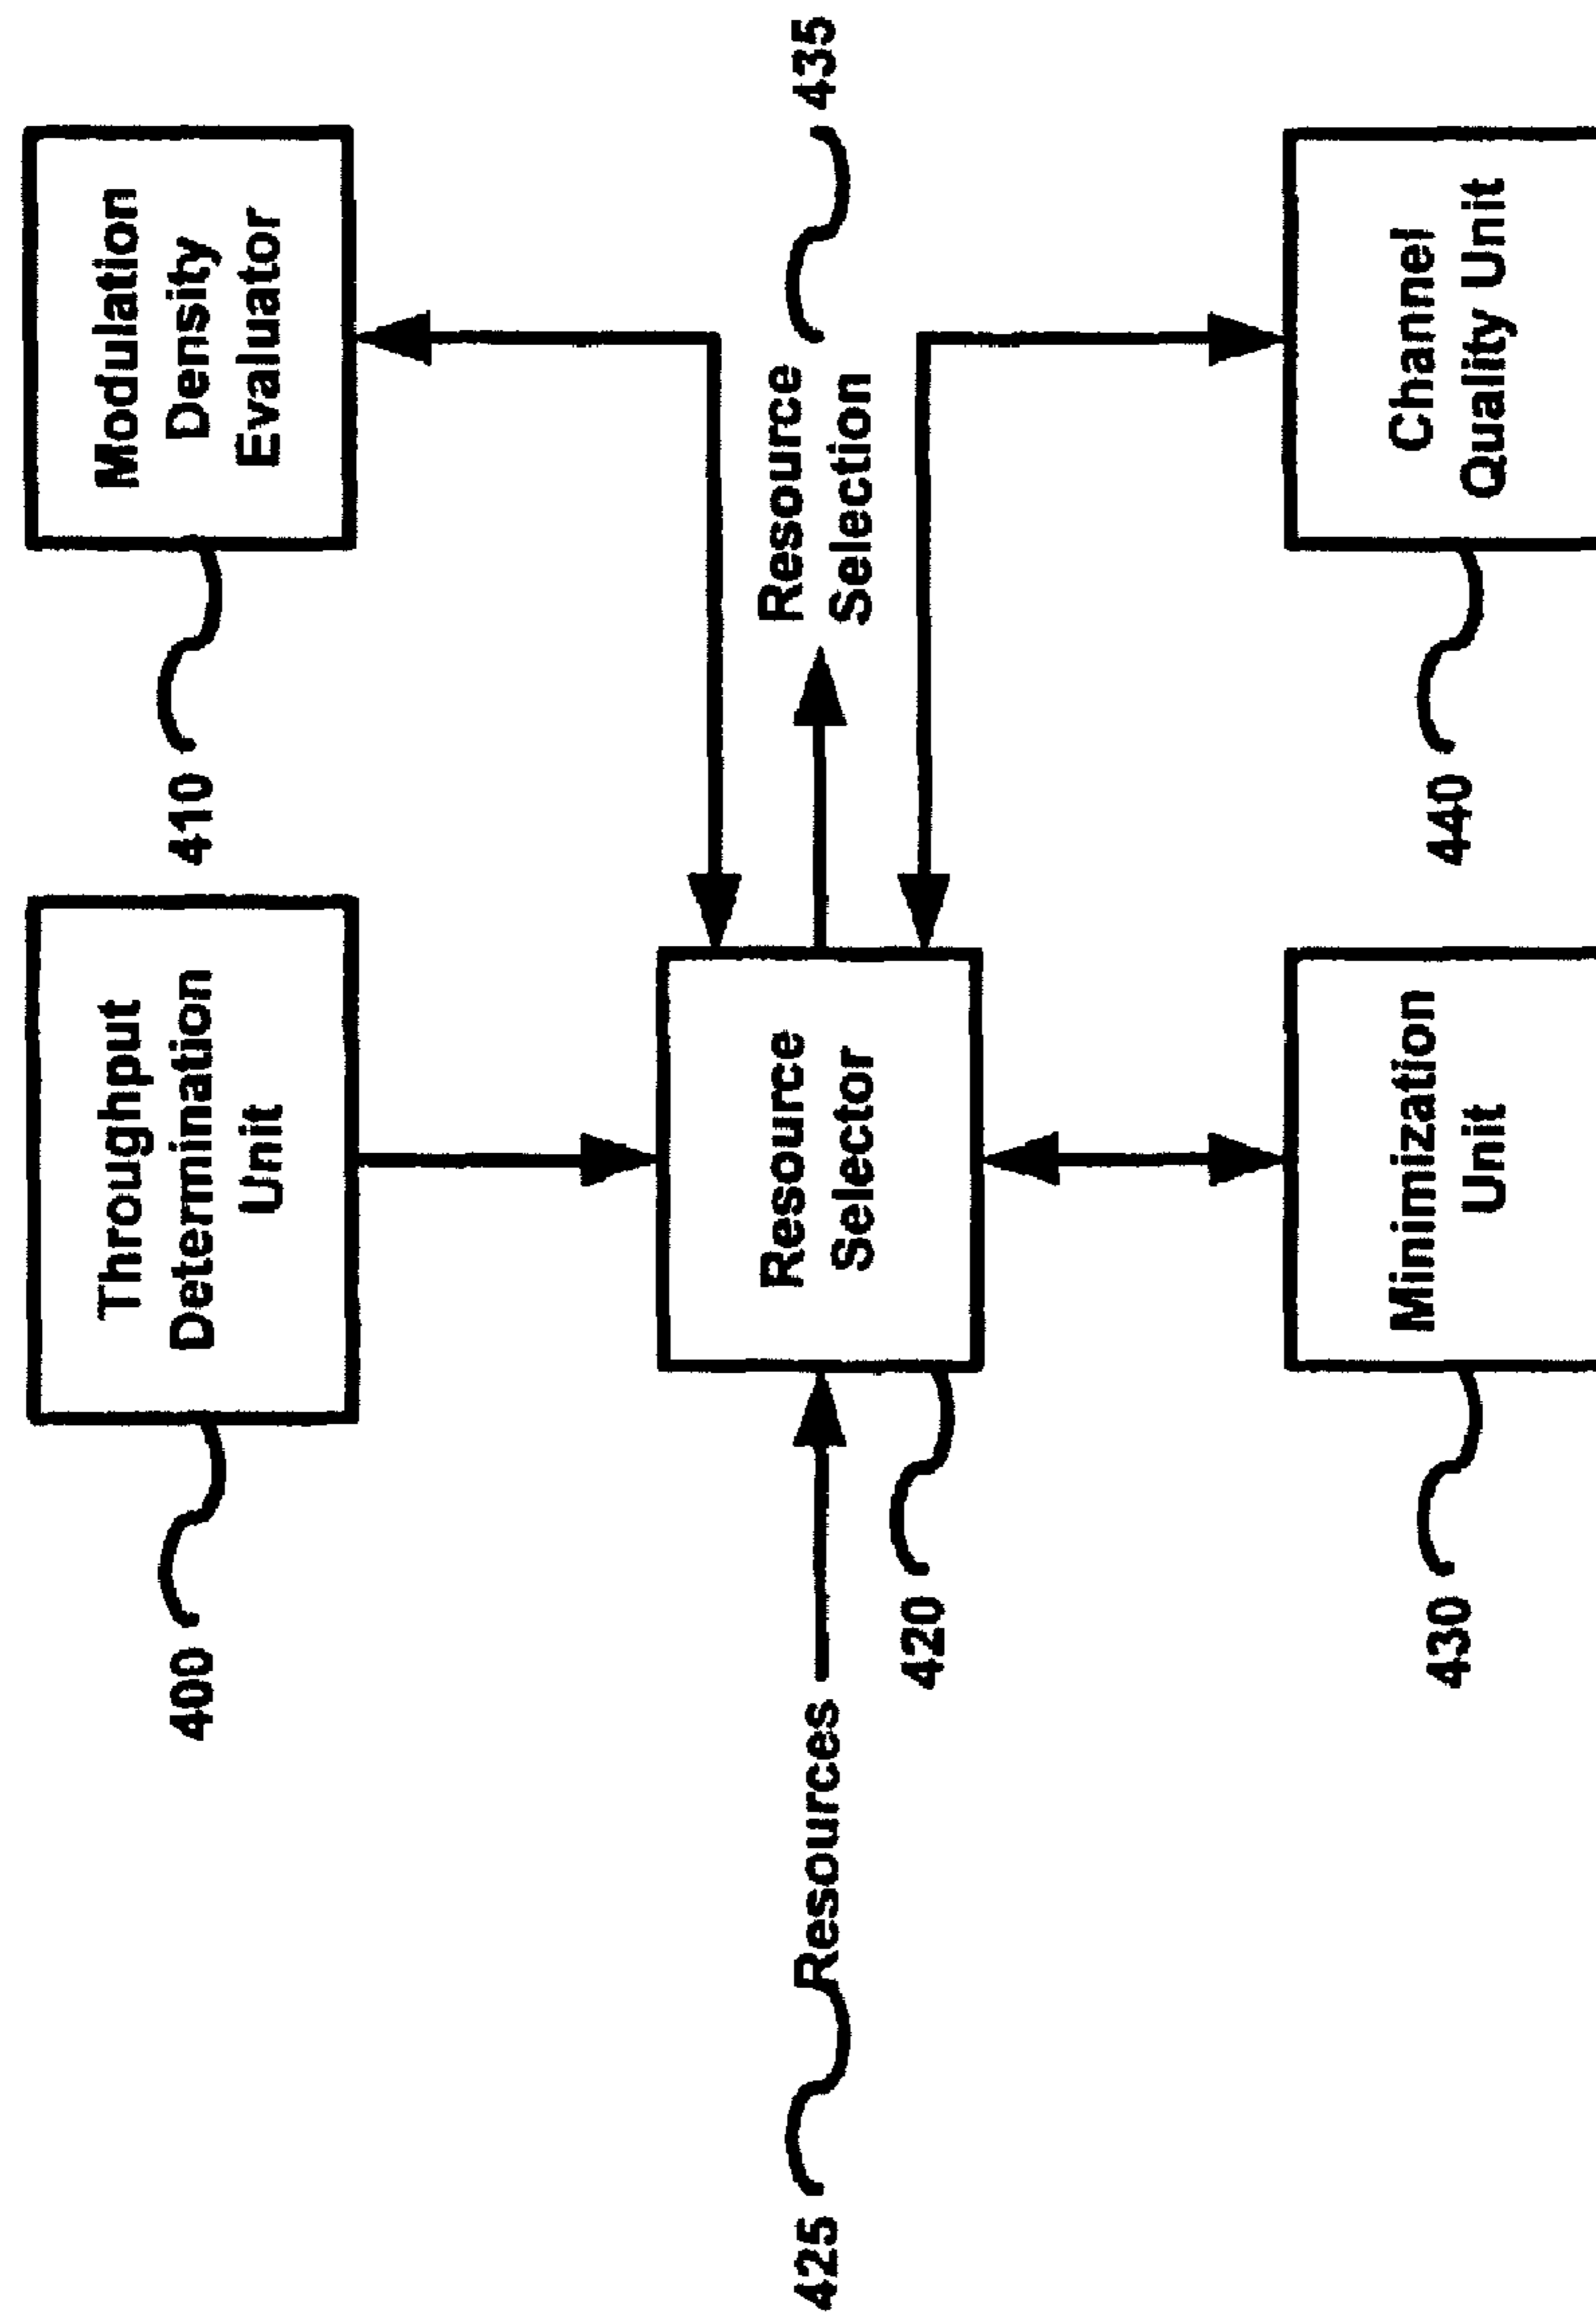 400
Throughput
Determination
Unit
410
Modulation
Density
Evaluator
425
Resources
420
Resource
Selector
Resource
Selection
435
430
Minimization
Unit
440
Channel
Quality Unit